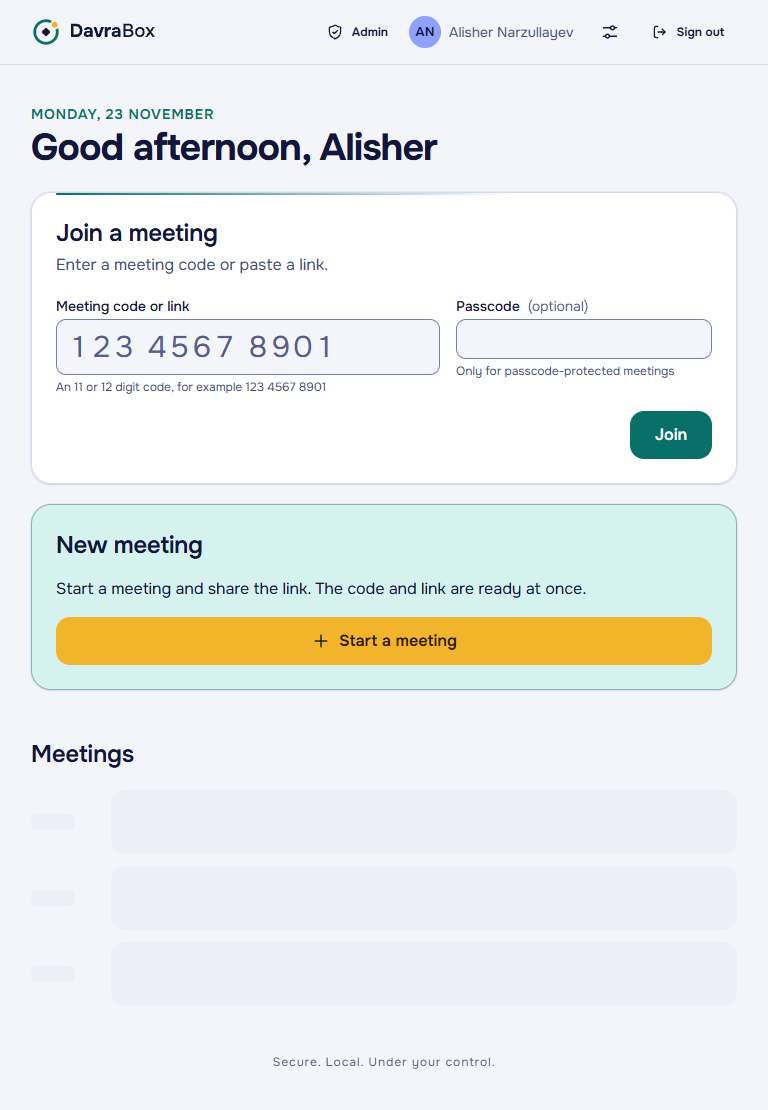 DavraBox
Admin
AN
Alisher Narzullayev
Sign out
MONDAY, 23 NOVEMBER
Good afternoon, Alisher
Join a meeting
Enter a meeting code or paste a link.
Meeting code or link
Passcode (optional)
123 4567 8901
An 11 or 12 digit code, for example 123 4567 8901
Only for passcode-protected meetings
Join
New meeting
Start a meeting and share the link. The code and link are ready at once.
Start a meeting
Meetings
Secure. Local. Under your control.